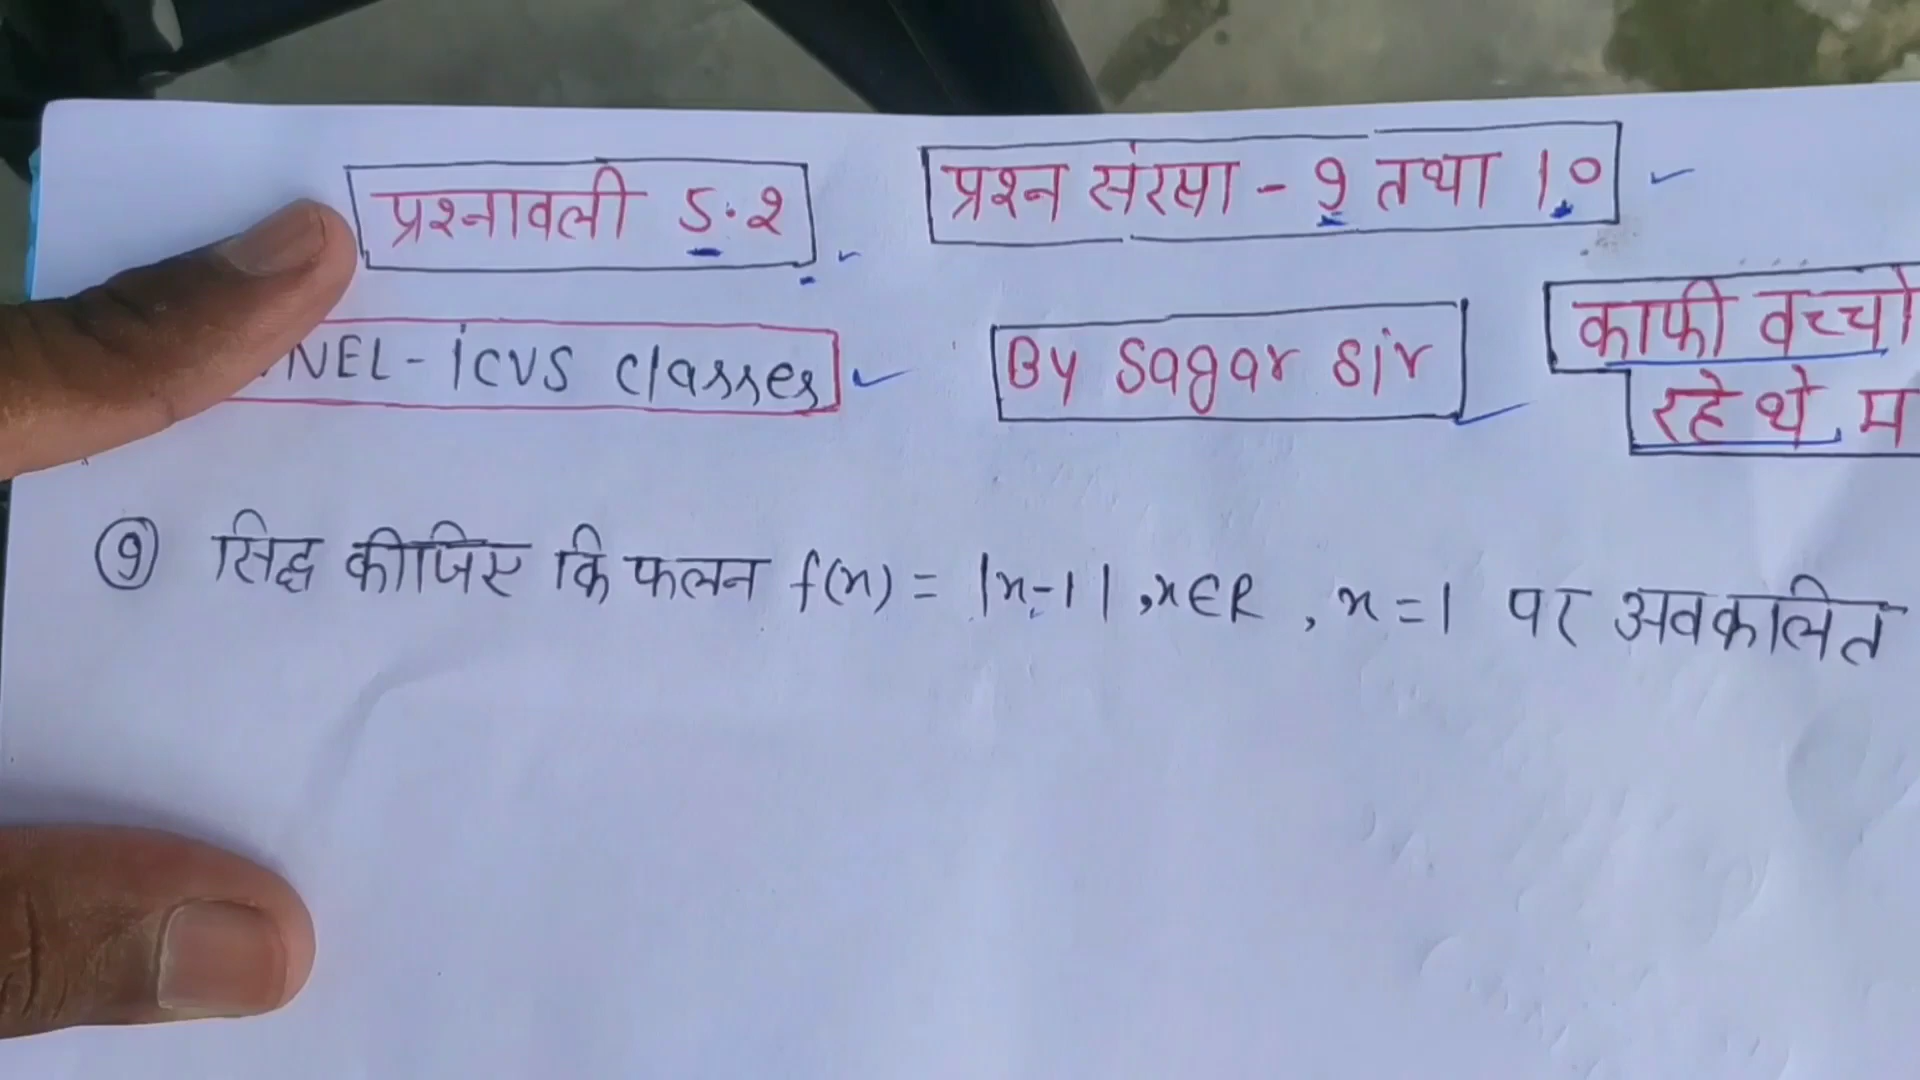 प्रश्नावली 5.2
प्रश्न संख्या - 9 तथा 10
NEL - icvs classes
By Sagar sir
काफी बच्चो
रहे थे म
9 सिद्ध कीजिए कि फलन f(x) = |x-1| , x∈R , x = 1 पर अवकलित